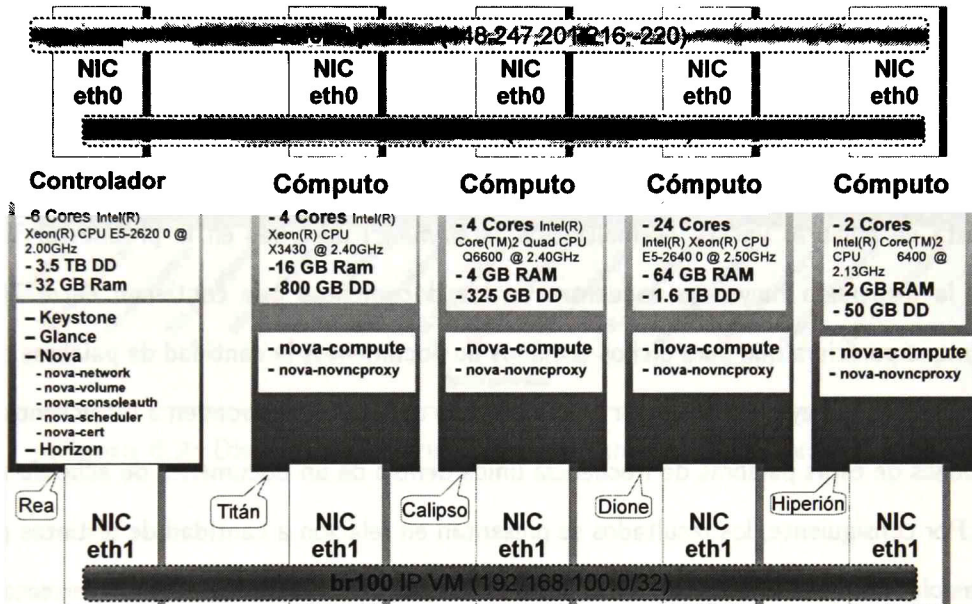 48.247.201.216- 220)
NIC
eth0
NIC
eth0
NIC
eth0
NIC
eth0
NIC
eth0
Controlador
-6 Cores Intel(R)
Xeon(R) CPU E5-2620 0 @
2.00GHz
- 3.5 TB DD
- 32 GB Ram
– Keystone
– Glance
– Nova
- nova-network
- nova-volume
- nova-consoleauth
- nova-scheduler
- nova-cert
– Horizon
Cómputo
- 4 Cores Intel(R)
Xeon(R) CPU
X3430 @ 2.40GHz
-16 GB Ram
- 800 GB DD
- nova-compute
- nova-novncproxy
Cómputo
- 4 Cores Intel(R)
Core(TM)2 Quad CPU
Q6600 @ 2.40GHz
- 4 GB RAM
- 325 GB DD
- nova-compute
- nova-novncproxy
Cómputo
- 24 Cores
Intel(R) Xeon(R) CPU
E5-2640 0 @ 2.50GHz
- 64 GB RAM
- 1.6 TB DD
- nova-compute
- nova-novncproxy
Cómputo
- 2 Cores
Intel(R) Core(TM)2
CPU 6400 @
2.13GHz
- 2 GB RAM
- 50 GB DD
- nova-compute
- nova-novncproxy
Rea
Titán
Calipso
Dione
Hiperión
NIC
eth1
NIC
eth1
NIC
eth1
NIC
eth1
NIC
eth1
br100 IP VM (192.168.100.0/32)